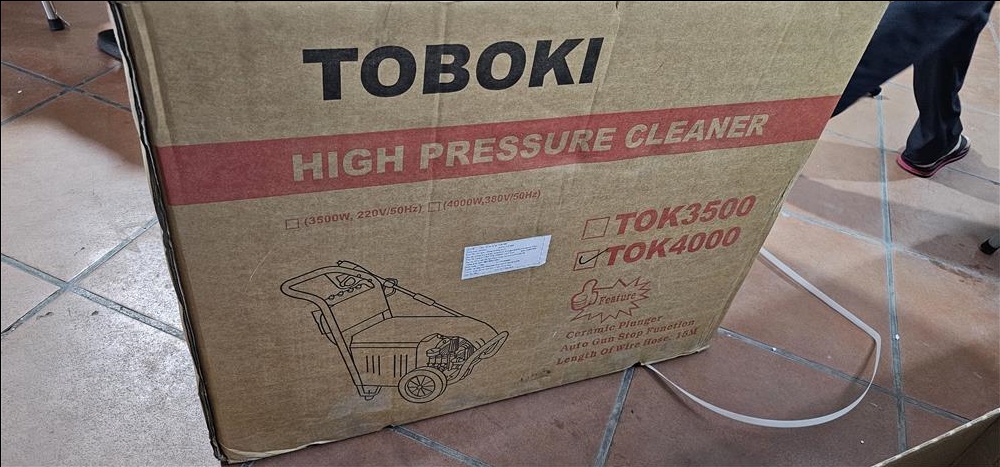 TOBOKI
HIGH PRESSURE CLEANER
(3500W, 220V/50Hz) (4000W,380V/50Hz)
TOK3500
TOK4000
Feature
Ceramic Plunger
Auto Gun Stop Function
Length Of Wire Hose, 15M